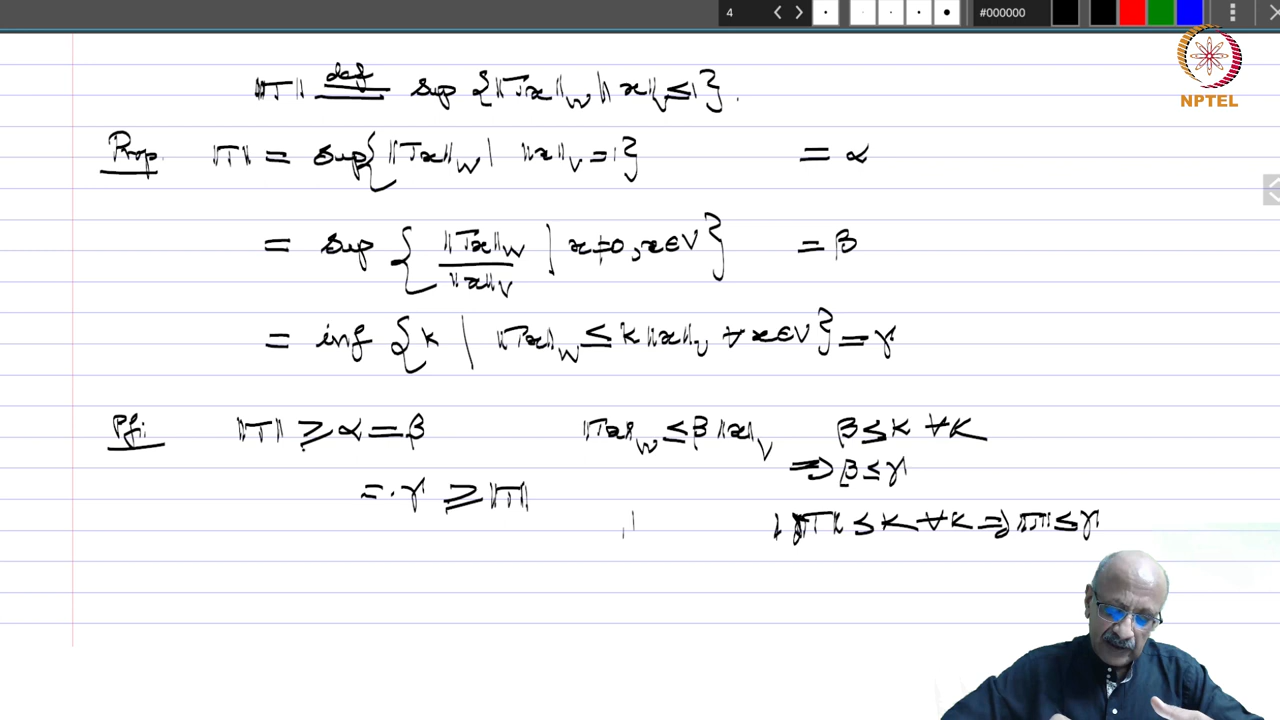 4 #000000
NPTEL
‖T‖ def= sup {‖Tx‖_W | ‖x‖_V ≤ 1}.
Prop. ‖T‖ = sup{‖Tx‖_W | ‖x‖_V = 1} = α
= sup { ‖Tx‖_W / ‖x‖_V | x≠0, x∈V } = β
= inf {K | ‖Tx‖_W ≤ K‖x‖_V ∀x∈V} = γ
Pf: ‖T‖ ≥ α = β ‖Tx‖_W ≤ β‖x‖_V β ≤ K ∀K
⇒ β ≤ γ
= γ ≥ ‖T‖
‖T‖ ≤ K ∀K ⇒ ‖T‖ ≤ γ